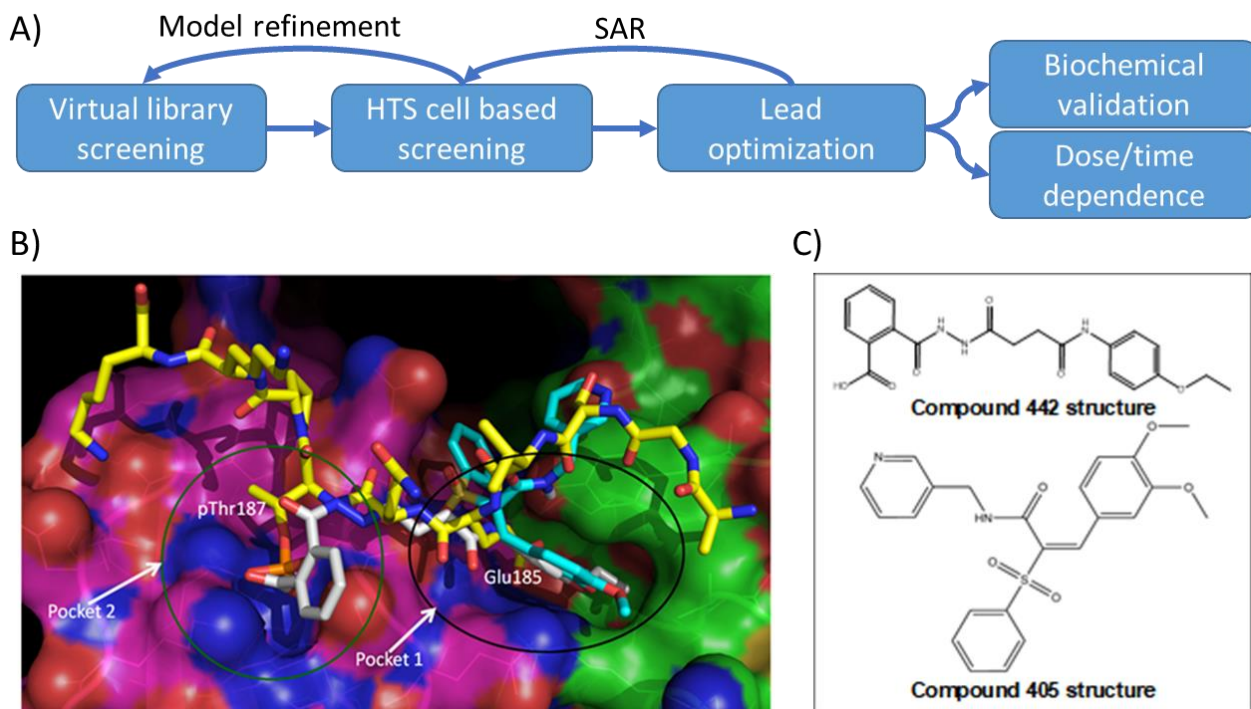 A)
Model refinement
SAR
Virtual library
screening
HTS cell based
screening
Lead
optimization
Biochemical
validation
Dose/time
dependence
B)
pThr187
Glu185
Pocket 2
Pocket 1
C)
O
H
N
N
H
O
O
H
N
O
HO
O
O
Compound 442 structure
N
NH
O
O
O
O
S
O
Compound 405 structure